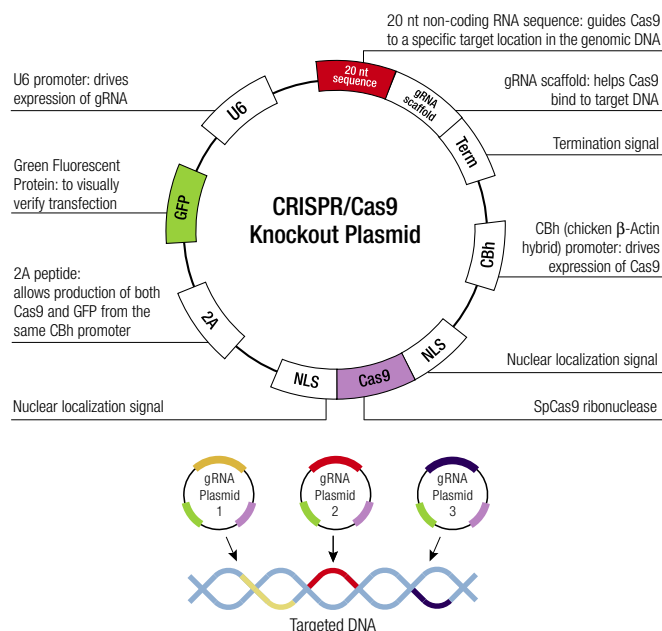 20 nt non-coding RNA sequence: guides Cas9
to a specific target location in the genomic DNA
U6 promoter: drives
expression of gRNA
20 nt
sequence
gRNA
scaffold
gRNA scaffold: helps Cas9
bind to target DNA
U6
Term
Termination signal
Green Fluorescent
Protein: to visually
verify transfection
GFP
CRISPR/Cas9
Knockout Plasmid
CBh
CBh (chicken β-Actin
hybrid) promoter: drives
expression of Cas9
2A peptide:
allows production of both
Cas9 and GFP from the
same CBh promoter
2A
NLS
Cas9
NLS
Nuclear localization signal
Nuclear localization signal
SpCas9 ribonuclease
gRNA
Plasmid
1
gRNA
Plasmid
2
gRNA
Plasmid
3
Targeted DNA